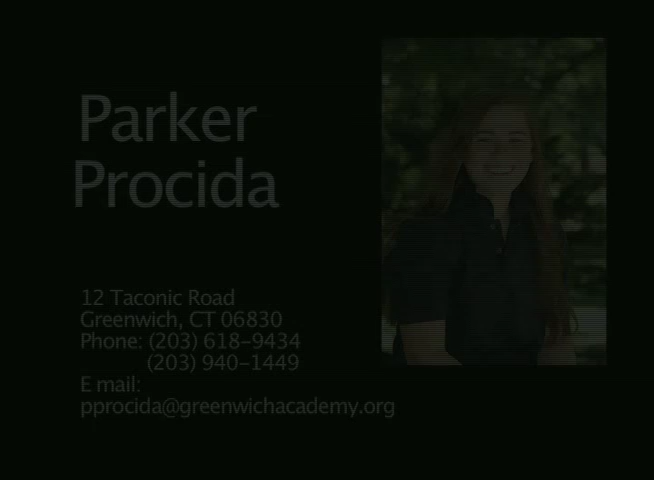 Parker
Procida
12 Taconic Road
Greenwich, CT 06830
Phone: (203) 618-9434
(203) 940-1449
E mail:
pprocida@greenwichacademy.org